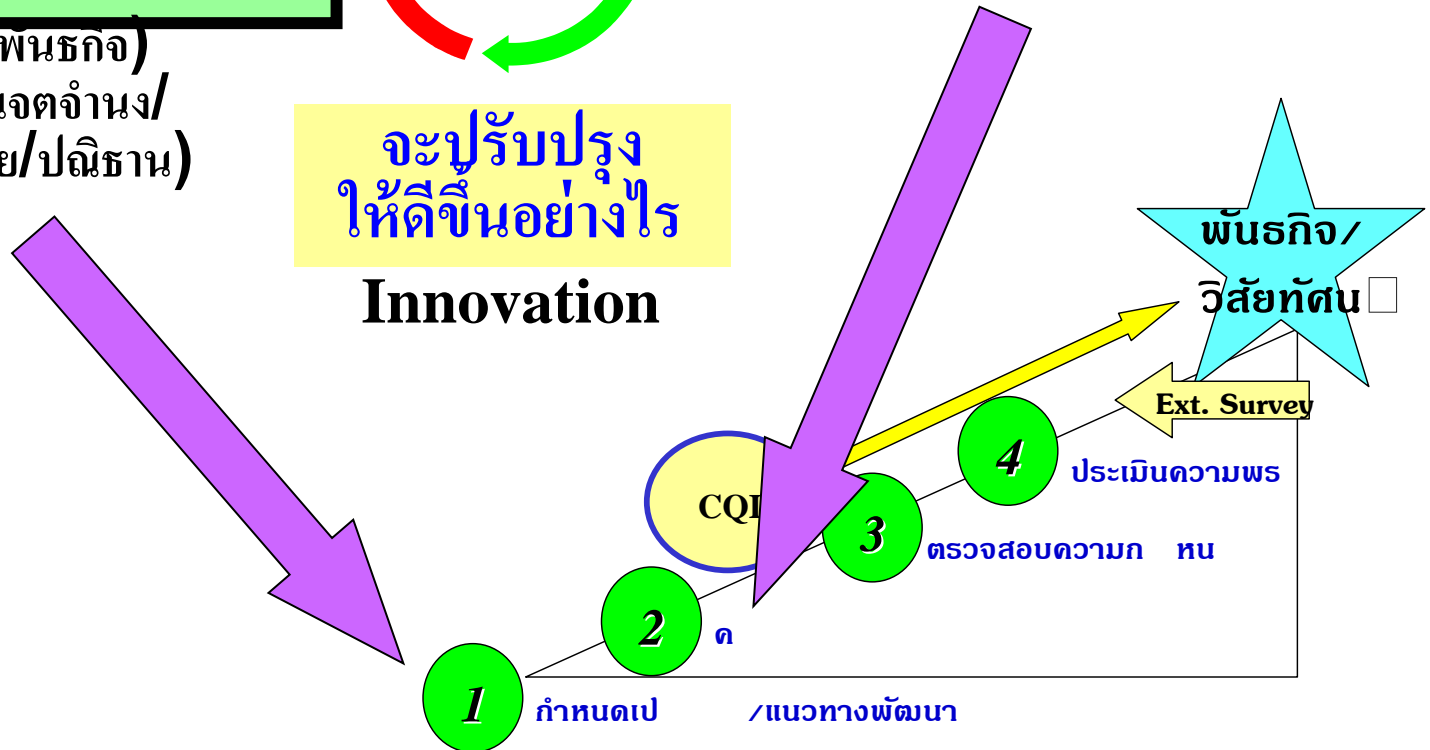 พันธกิจ)
เจตจำนง/
/ปณิธาน)
จะปรับปรุง
ให้ดีขึ้นอย่างไร
Innovation
พันธกิจ/
วิสัยทัศน
Ext. Survey
CQI
4
ประเมินความพร
3
ตรวจสอบความก หน
2
ค
1
กำหนดเป /แนวทางพัฒนา